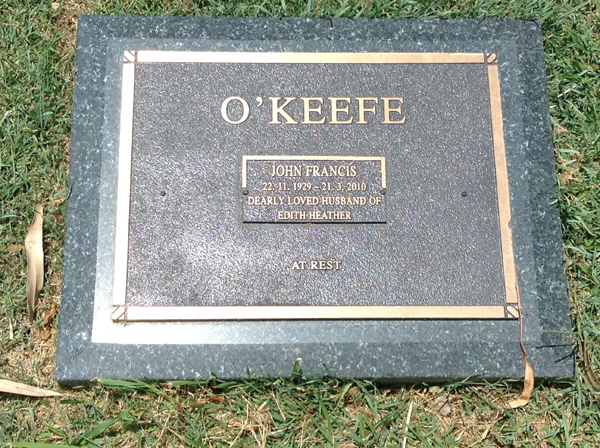 O'KEEFE
JOHN FRANCIS
22. 11. 1929 – 21. 3. 2010
DEARLY LOVED HUSBAND OF
EDITH HEATHER
AT REST